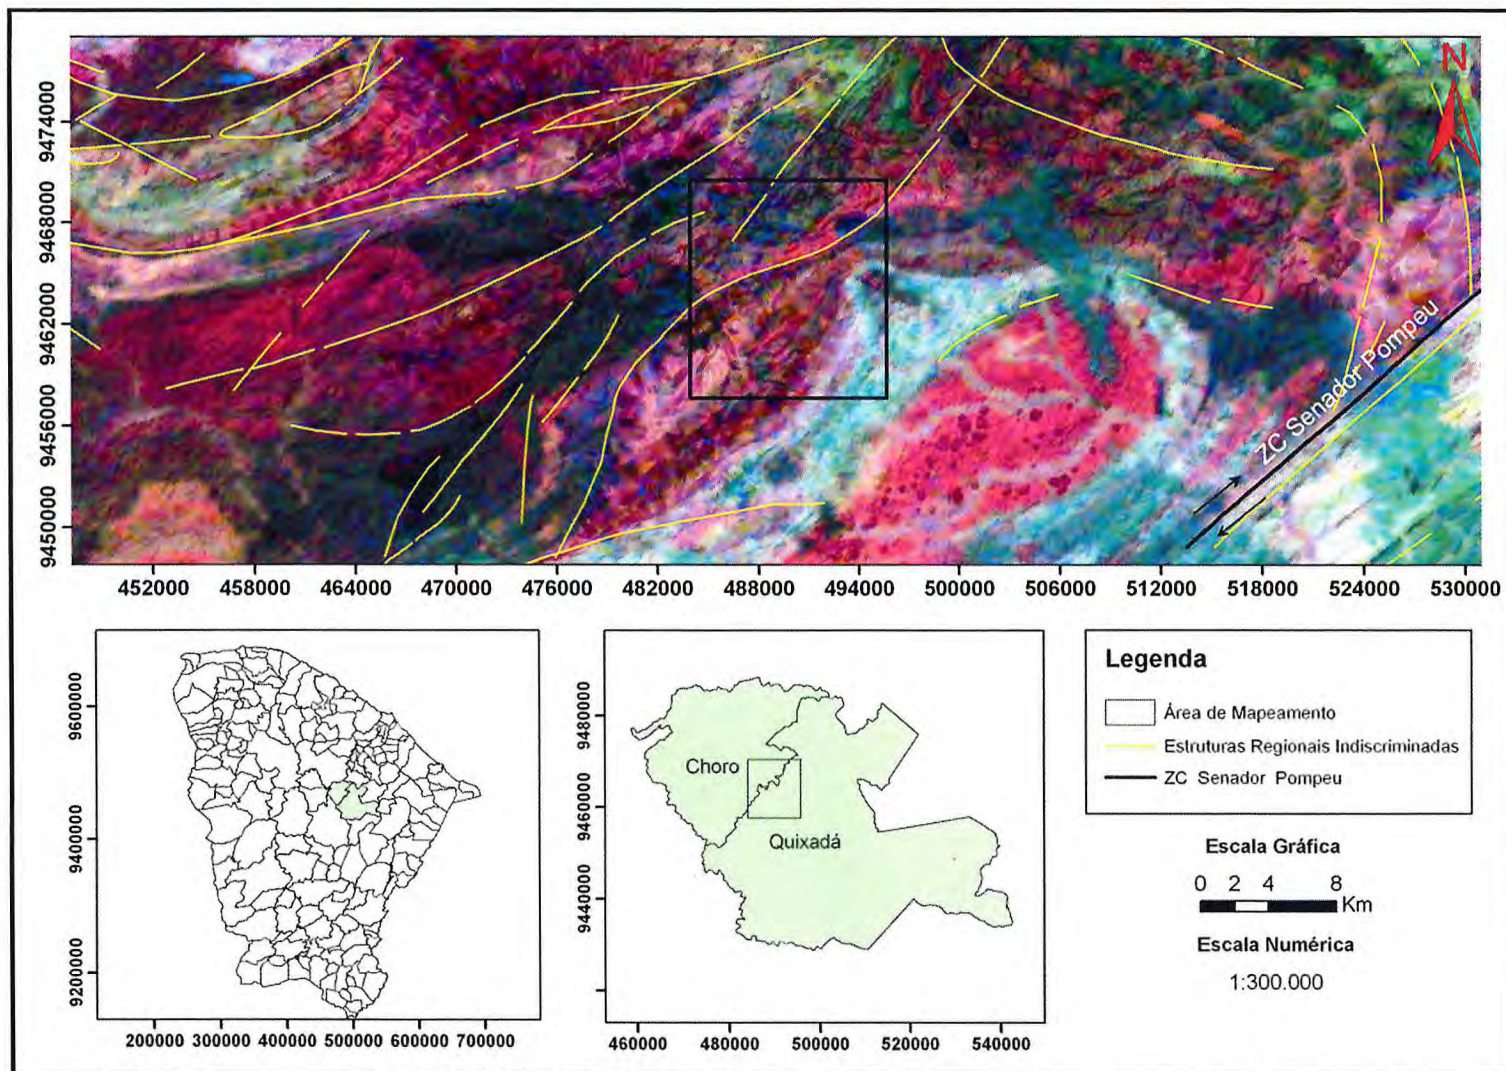 N
9474000
9468000
9462000
9456000
9450000
ZC Senador Pompeu
452000 458000 464000 470000 476000 482000 488000 494000 500000 506000 512000 518000 524000 530000
9600000
9400000
9200000
200000 300000 400000 500000 600000 700000
9480000
9460000
9440000
Choro
Quixadá
460000 480000 500000 520000 540000
Legenda
Área de Mapeamento
Estruturas Regionais Indiscriminadas
ZC Senador Pompeu
Escala Gráfica
0 2 4 8
Km
Escala Numérica
1:300.000